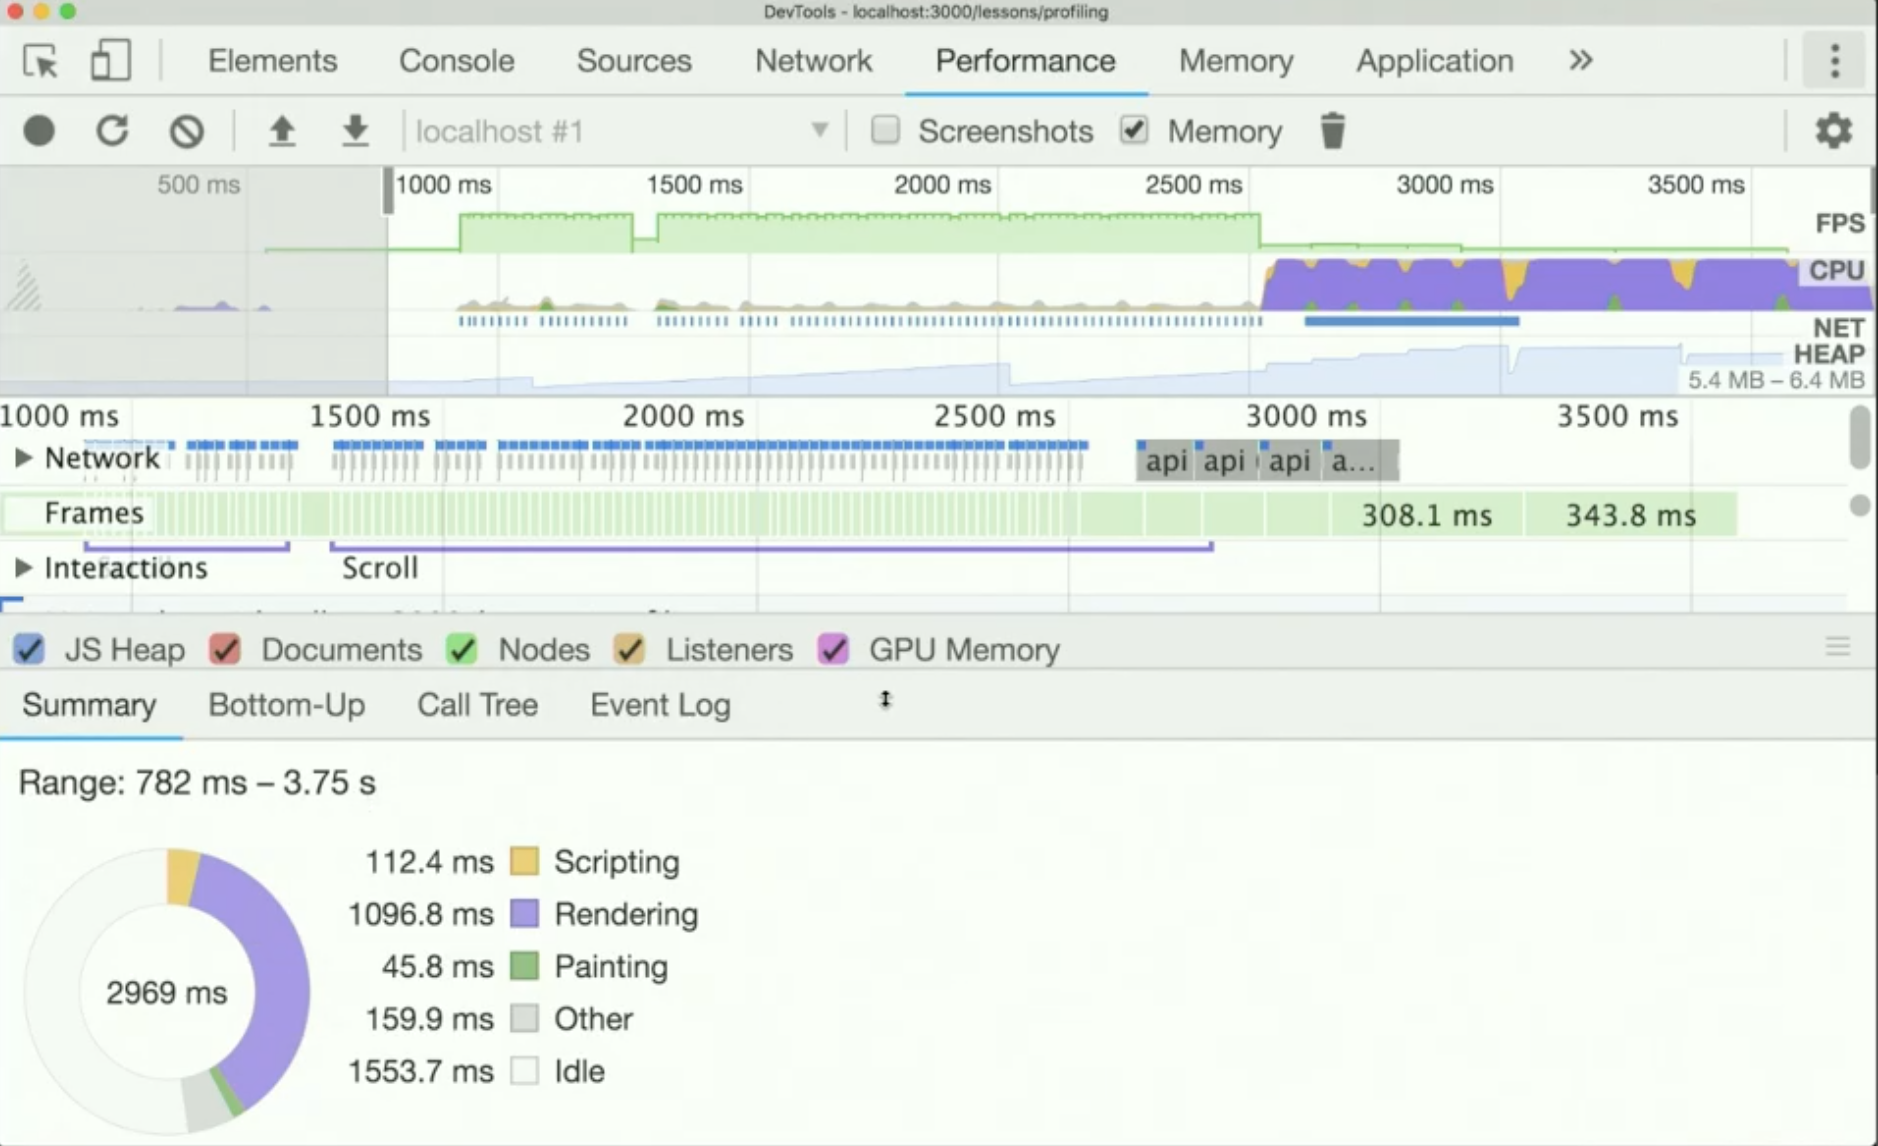 DevTools - localhost:3000/lessons/profiling
Elements Console Sources Network Performance Memory Application »
localhost #1 Screenshots Memory
500 ms 1000 ms 1500 ms 2000 ms 2500 ms 3000 ms 3500 ms
FPS
CPU
NET
HEAP
5.4 MB – 6.4 MB
1000 ms 1500 ms 2000 ms 2500 ms 3000 ms 3500 ms
Network api api api a...
Frames 308.1 ms 343.8 ms
Interactions Scroll
JS Heap Documents Nodes Listeners GPU Memory
Summary Bottom-Up Call Tree Event Log
Range: 782 ms – 3.75 s
112.4 ms Scripting
1096.8 ms Rendering
45.8 ms Painting
2969 ms
159.9 ms Other
1553.7 ms Idle